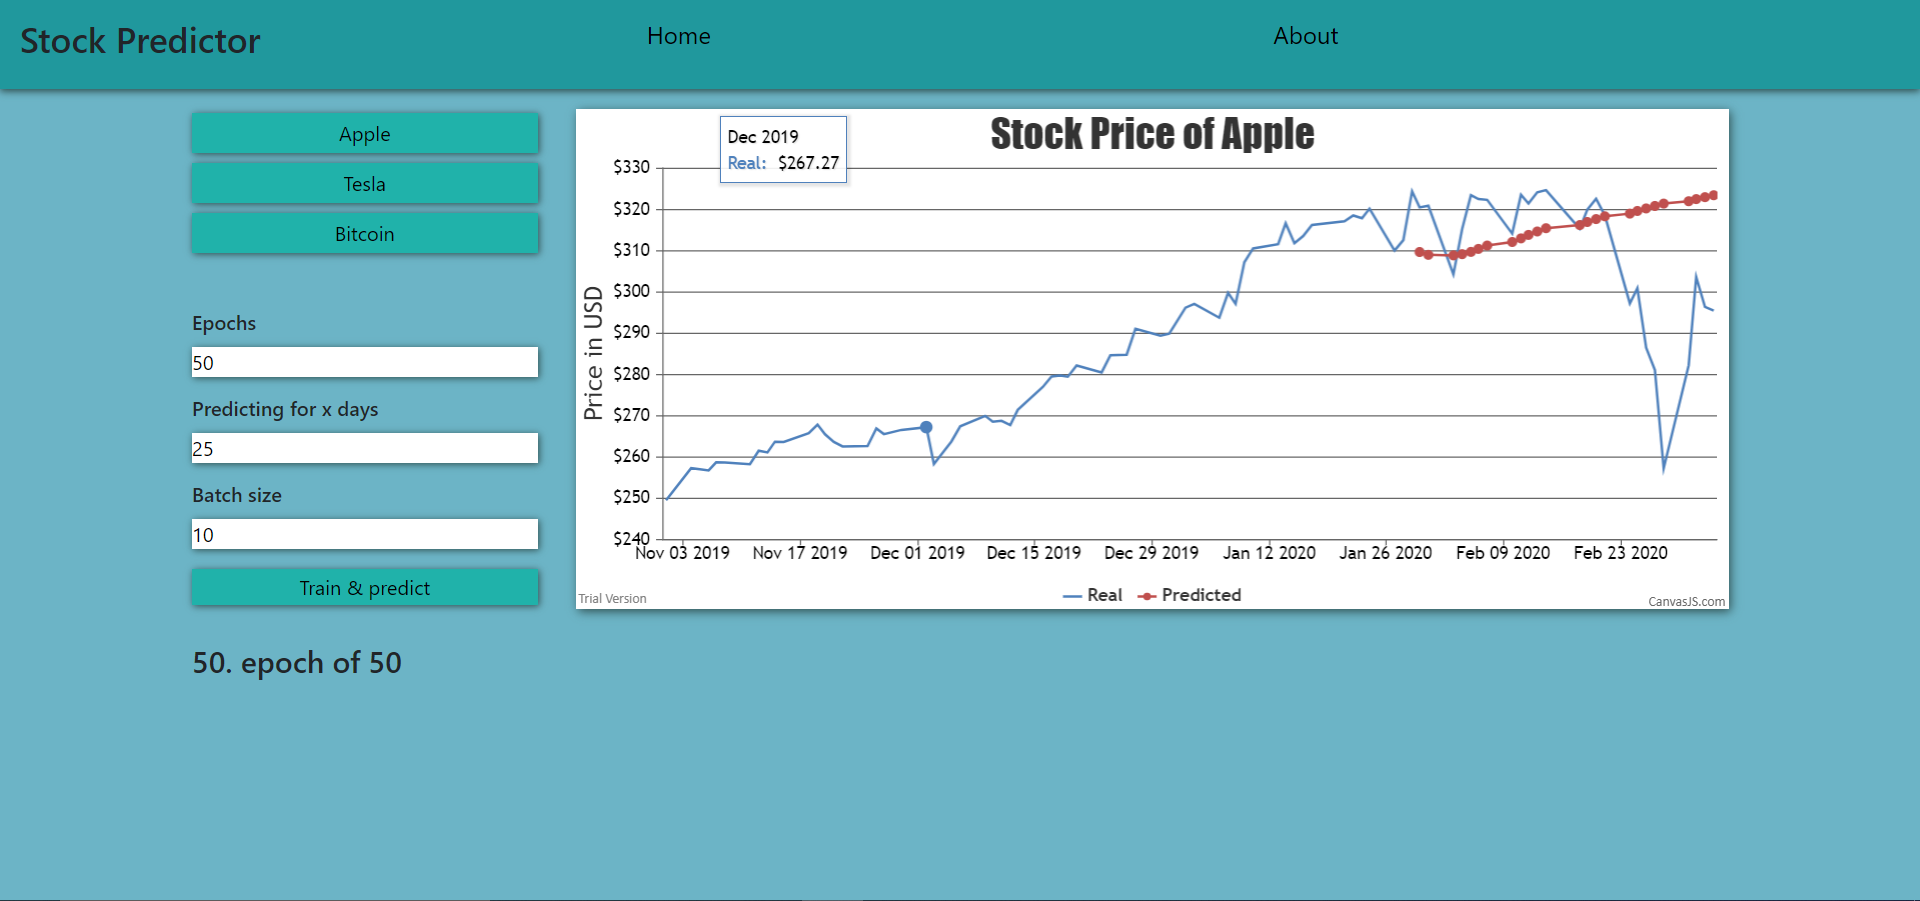 Stock Predictor
Home
About
Apple
Tesla
Bitcoin
Epochs
50
Predicting for x days
25
Batch size
10
Train & predict
50. epoch of 50
Stock Price of Apple
Dec 2019
Real: $267.27
Price in USD
$330
$320
$310
$300
$290
$280
$270
$260
$250
$240
Nov 03 2019 Nov 17 2019 Dec 01 2019 Dec 15 2019 Dec 29 2019 Jan 12 2020 Jan 26 2020 Feb 09 2020 Feb 23 2020
Real Predicted
Trial Version
CanvasJS.com